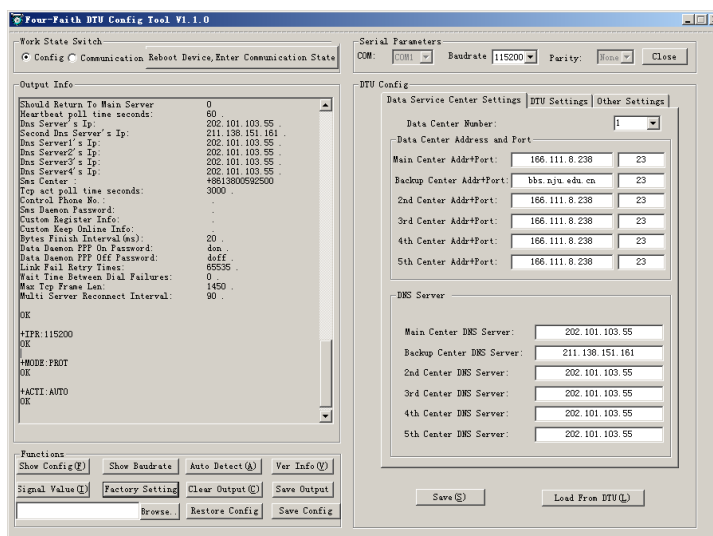 Four-Faith DTU Config Tool V1.1.0
Work State Switch
Config Communication Reboot Device,Enter Communication State
Serial Parameters
COM: COM1 Baudrate 115200 Parity: None Close
Output Info
Should Return To Main Server 0
Heartbeat poll time seconds: 60 .
Dns Server's Ip: 202.101.103.55 .
Second Dns Server's Ip: 211.138.151.161 .
Dns Server1's Ip: 202.101.103.55 .
Dns Server2's Ip: 202.101.103.55 .
Dns Server3's Ip: 202.101.103.55 .
Dns Server4's Ip: 202.101.103.55 .
Sms Center : +8613800592500
Tcp act poll time seconds: 3000 .
Control Phone No.: .
Sms Daemon Password: .
Custom Register Info: .
Custom Keep Online Info: .
Bytes Finish Interval(ms): 20 .
Data Daemon PPP On Password: don .
Data Daemon PPP Off Password: doff .
Link Fail Retry Times: 65535 .
Wait Time Between Dial Failures: 0 .
Max Tcp Frame Len: 1450 .
Multi Server Reconnect Interval: 90 .
OK
+IPR:115200
OK
+MODE:PROT
OK
+ACTI:AUTO
OK
Functions
Show Config(F) Show Baudrate Auto Detect(A) Ver Info(V)
Signal Value(I) Factory Setting Clear Output(C) Save Output
Browse.. Restore Config Save Config
DTU Config
Data Service Center Settings DTU Settings Other Settings
Data Center Number: 1
Data Center Address and Port
Main Center Addr+Port: 166.111.8.238 23
Backup Center Addr+Port: bbs.nju.edu.cn 23
2nd Center Addr+Port: 166.111.8.238 23
3rd Center Addr+Port: 166.111.8.238 23
4th Center Addr+Port: 166.111.8.238 23
5th Center Addr+Port: 166.111.8.238 23
DNS Server
Main Center DNS Server: 202.101.103.55
Backup Center DNS Server: 211.138.151.161
2nd Center DNS Server: 202.101.103.55
3rd Center DNS Server: 202.101.103.55
4th Center DNS Server: 202.101.103.55
5th Center DNS Server: 202.101.103.55
Save(S) Load From DTU(L)